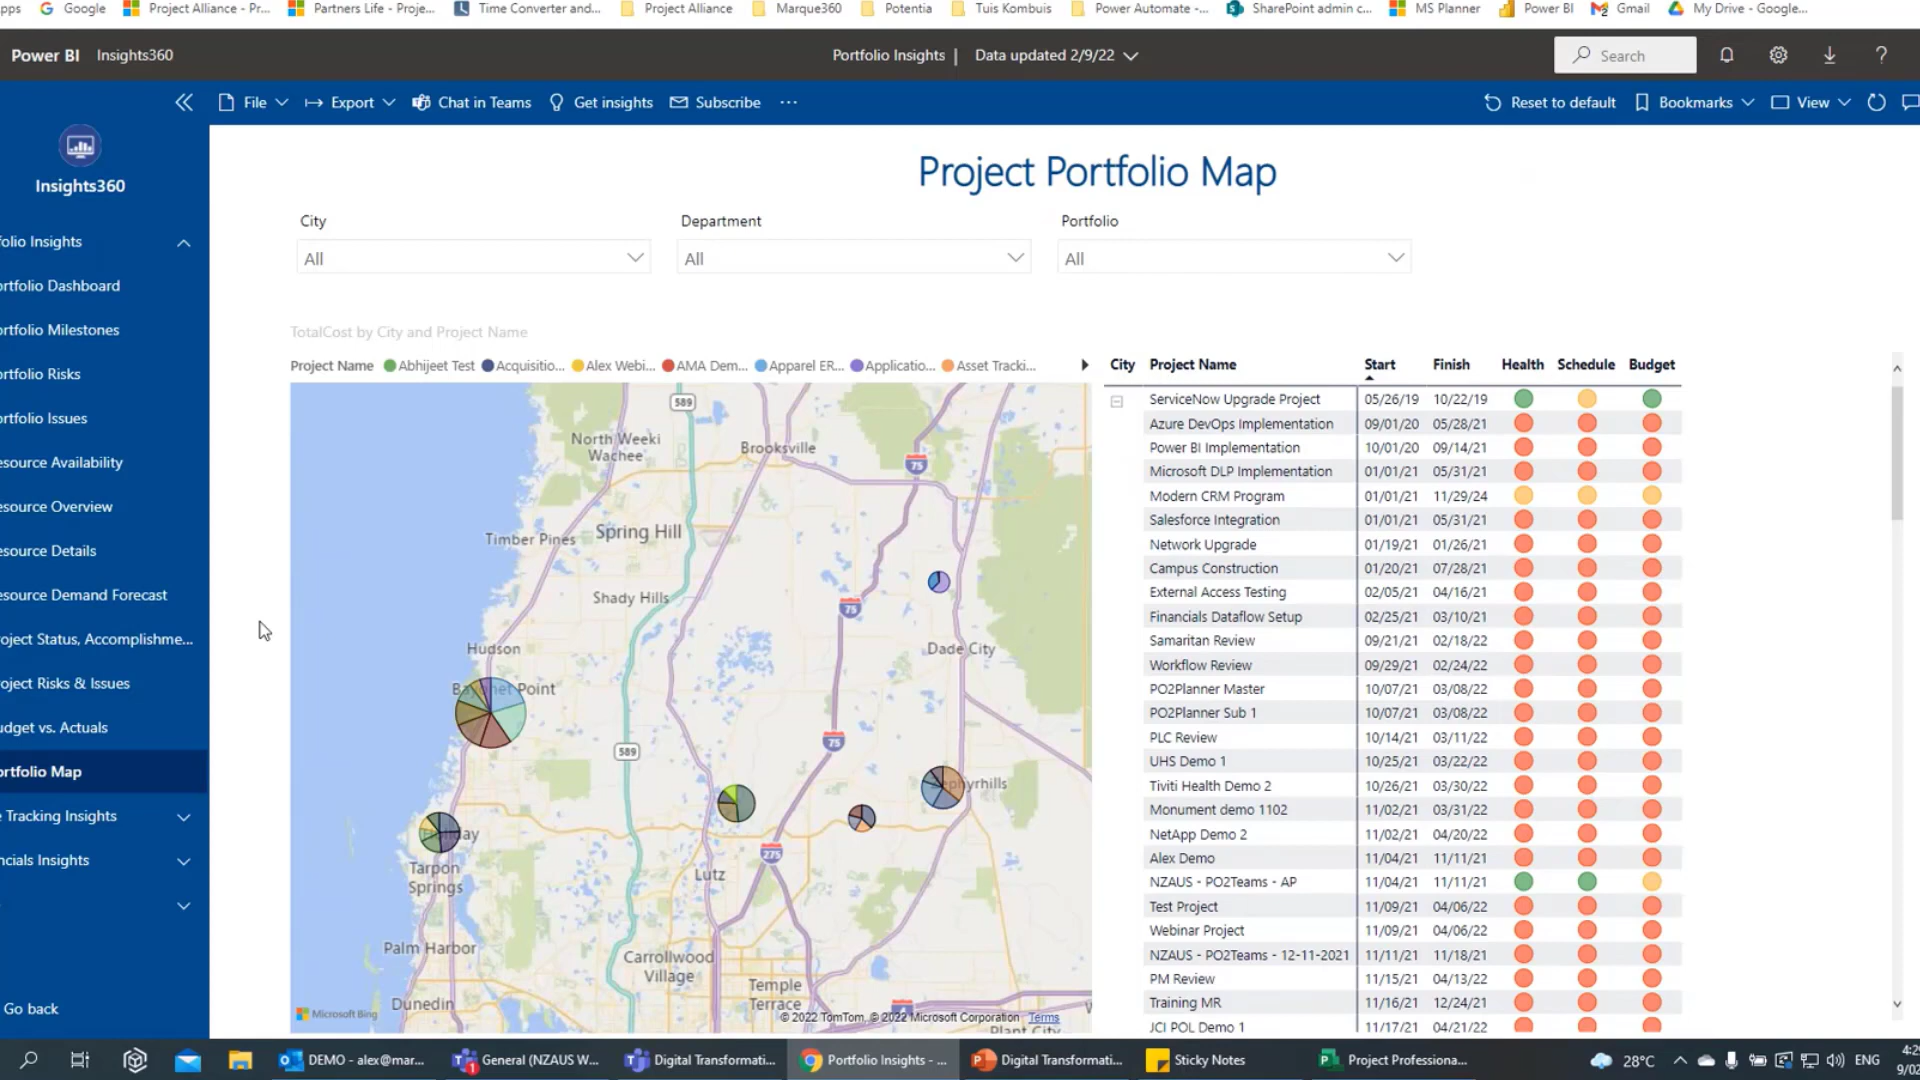 pps Google Project Alliance - Pr... Partners Life - Proje... Time Converter and... Project Alliance Marque360 Potentia Tuis Kombuis Power Automate -... SharePoint admin c... MS Planner Power BI Gmail My Drive - Google...
Power BI Insights360 Portfolio Insights | Data updated 2/9/22 Search
File Export Chat in Teams Get insights Subscribe ... Reset to default Bookmarks View
Insights360
folio Insights
ortfolio Dashboard
ortfolio Milestones
ortfolio Risks
ortfolio Issues
esource Availability
esource Overview
esource Details
esource Demand Forecast
roject Status, Accomplishme...
roject Risks & Issues
udget vs. Actuals
ortfolio Map
e Tracking Insights
ncials Insights
Go back
Project Portfolio Map
City Department Portfolio
All All All
TotalCost by City and Project Name
Project Name Abhijeet Test Acquisitio... Alex Webi... AMA Dem... Apparel ER... Applicatio... Asset Tracki...
589
North Weeki
Wachee
Brooksville
75
Timber Pines
Spring Hill
Shady Hills
75
Hudson
Dade City
Bayonet Point
589
75
Zephyrhills
Holiday
275
Tarpon
Springs
Lutz
Palm Harbor
Carrollwood
Village
Temple
Terrace
Dunedin
Plant City
Microsoft Bing
© 2022 TomTom, © 2022 Microsoft Corporation Terms
City Project Name Start Finish Health Schedule Budget
ServiceNow Upgrade Project 05/26/19 10/22/19
Azure DevOps Implementation 09/01/20 05/28/21
Power BI Implementation 10/01/20 09/14/21
Microsoft DLP Implementation 01/01/21 05/31/21
Modern CRM Program 01/01/21 11/29/24
Salesforce Integration 01/01/21 05/31/21
Network Upgrade 01/19/21 01/26/21
Campus Construction 01/20/21 07/28/21
External Access Testing 02/05/21 04/16/21
Financials Dataflow Setup 02/25/21 03/10/21
Samaritan Review 09/21/21 02/18/22
Workflow Review 09/29/21 02/24/22
PO2Planner Master 10/07/21 03/08/22
PO2Planner Sub 1 10/07/21 03/08/22
PLC Review 10/14/21 03/11/22
UHS Demo 1 10/25/21 03/22/22
Tiviti Health Demo 2 10/26/21 03/30/22
Monument demo 1102 11/02/21 03/31/22
NetApp Demo 2 11/02/21 04/20/22
Alex Demo 11/04/21 11/11/21
NZAUS - PO2Teams - AP 11/04/21 11/11/21
Test Project 11/09/21 04/06/22
Webinar Project 11/09/21 04/06/22
NZAUS - PO2Teams - 12-11-2021 11/11/21 11/18/21
PM Review 11/15/21 04/13/22
Training MR 11/16/21 12/24/21
JCI POL Demo 1 11/17/21 04/21/22
DEMO - alex@mar... General (NZAUS W... Digital Transformati... Portfolio Insights - ... Digital Transformati... Sticky Notes Project Professiona... 28°C ENG
4:2
9/02